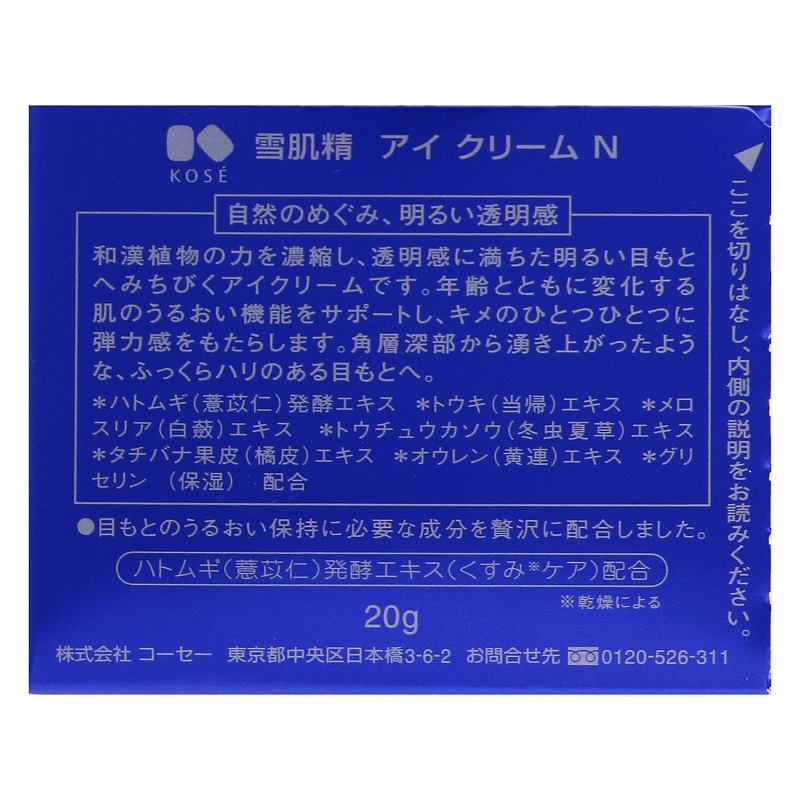 雪肌精 アイ クリーム N
KOSÉ
自然のめぐみ、明るい透明感
和漢植物の力を濃縮し、透明感に満ちた明るい目もと
へみちびくアイクリームです。年齢とともに変化する
肌のうるおい機能をサポートし、キメのひとつひとつに
弾力感をもたらします。角層深部から湧き上がったよう
な、ふっくらハリのある目もとへ。
*ハトムギ(薏苡仁)発酵エキス *トウキ(当帰)エキス *メロ
スリア(白蘞)エキス *トウチュウカソウ(冬虫夏草)エキス
*タチバナ果皮(橘皮)エキス *オウレン(黄連)エキス *グリ
セリン (保湿) 配合
●目もとのうるおい保持に必要な成分を贅沢に配合しました。
ハトムギ(薏苡仁)発酵エキス(くすみ※ケア)配合
※乾燥による
20g
株式会社 コーセー 東京都中央区日本橋3-6-2 お問合せ先 0120-526-311
ここを切りはなし、内側の説明をお読みください。